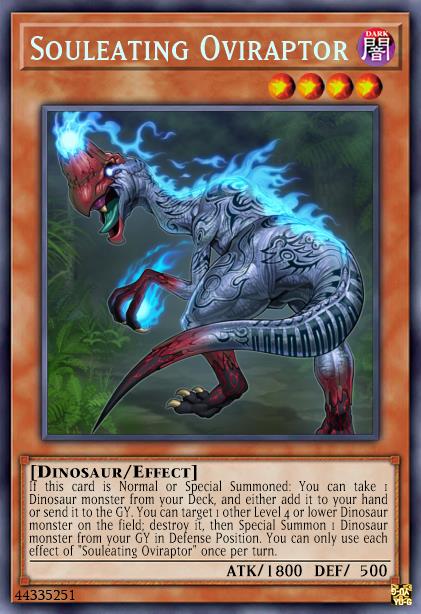 Souleating Oviraptor
DARK
闇
[Dinosaur/Effect]
If this card is Normal or Special Summoned: You can take 1
Dinosaur monster from your Deck, and either add it to your hand
or send it to the GY. You can target 1 other Level 4 or lower Dinosaur
monster on the field; destroy it, then Special Summon 1 Dinosaur
monster from your GY in Defense Position. You can only use each
effect of "Souleating Oviraptor" once per turn.
ATK/1800 DEF/ 500
44335251